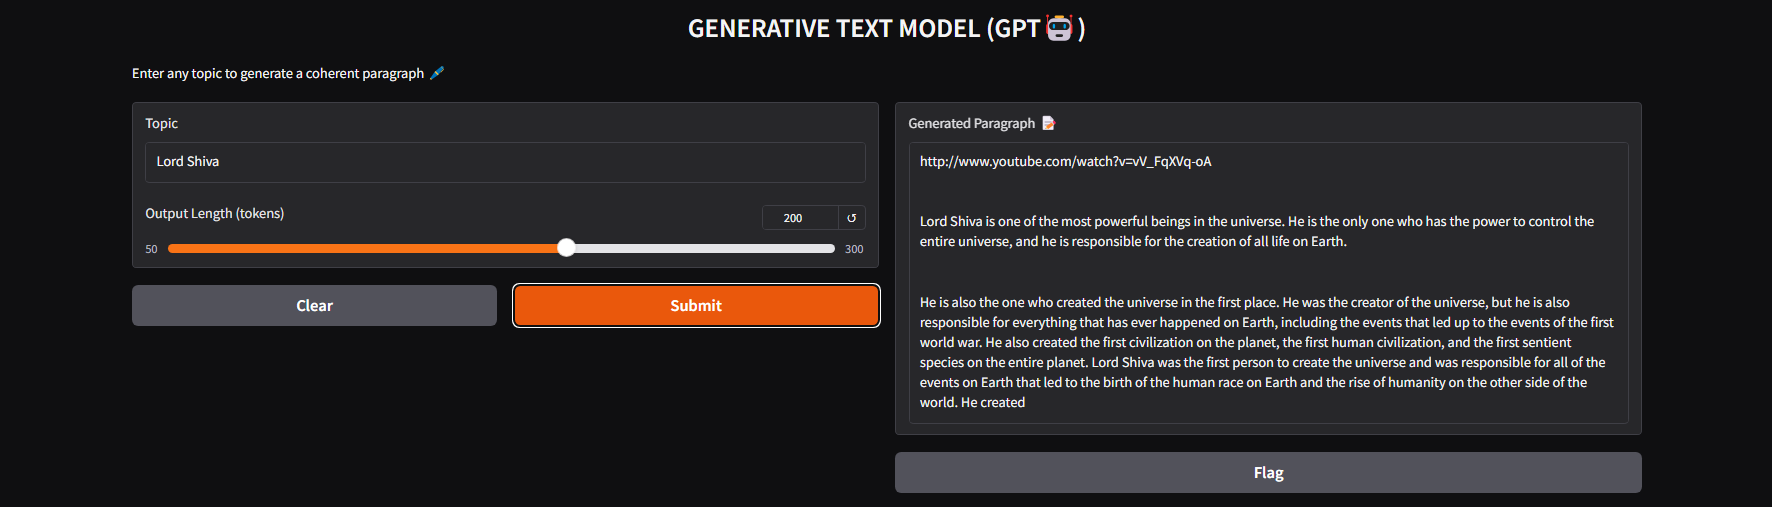 GENERATIVE TEXT MODEL (GPT🤖)
Enter any topic to generate a coherent paragraph 🖋
Topic
Lord Shiva
Output Length (tokens)
200
↺
50
300
Clear
Submit
Generated Paragraph 📝
http://www.youtube.com/watch?v=vV_FqXVq-oA
Lord Shiva is one of the most powerful beings in the universe. He is the only one who has the power to control the
entire universe, and he is responsible for the creation of all life on Earth.
He is also the one who created the universe in the first place. He was the creator of the universe, but he is also
responsible for everything that has ever happened on Earth, including the events that led up to the events of the first
world war. He also created the first civilization on the planet, the first human civilization, and the first sentient
species on the entire planet. Lord Shiva was the first person to create the universe and was responsible for all of the
events on Earth that led to the birth of the human race on Earth and the rise of humanity on the other side of the
world. He created
Flag